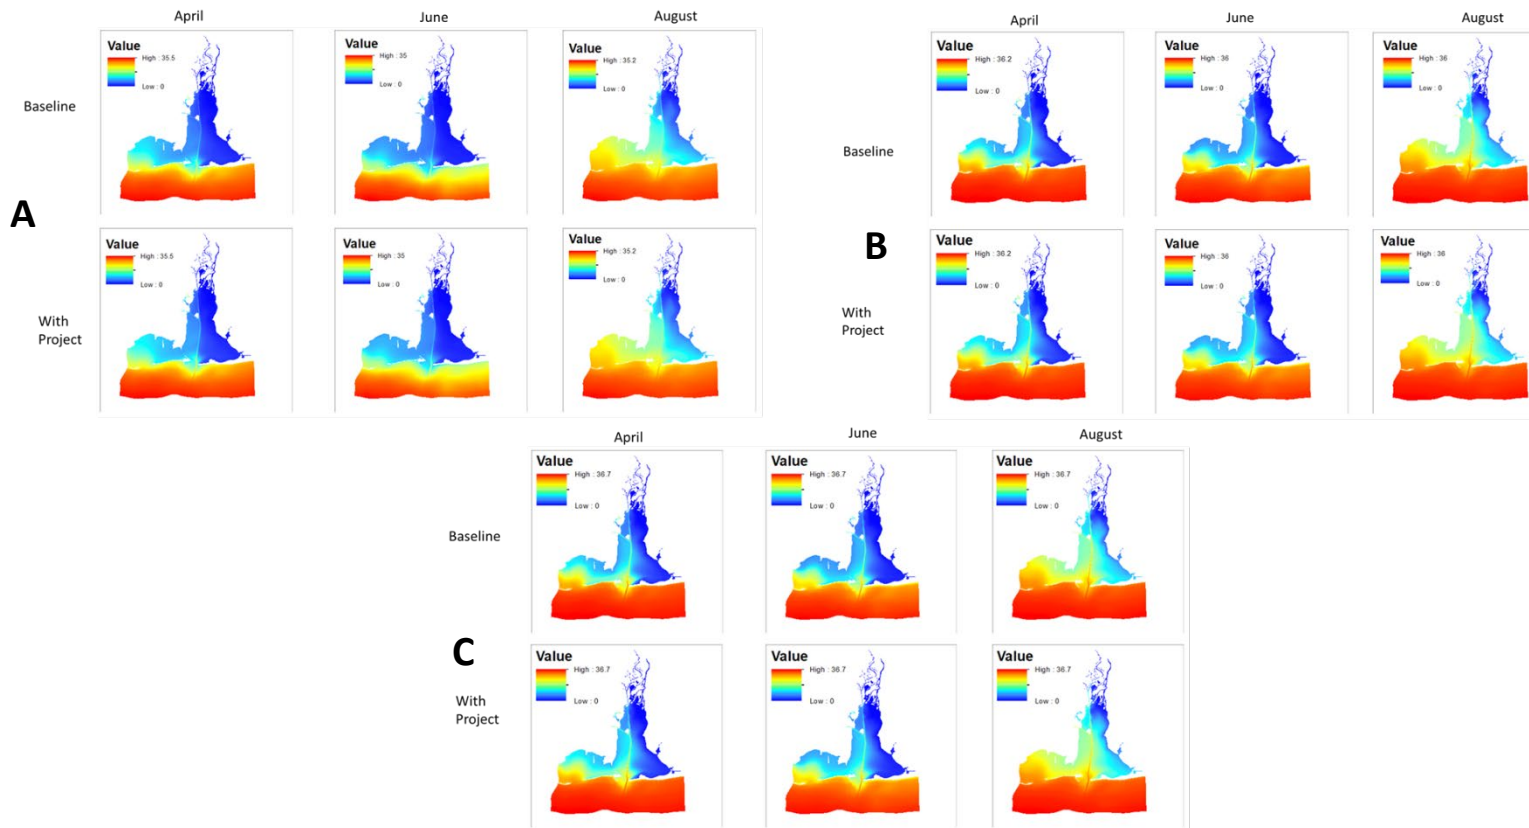 April
June
August
Baseline
Value
High : 35.5
Low : 0
Value
High : 35
Low : 0
Value
High : 35.2
Low : 0
A
With
Project
Value
High : 35.5
Low : 0
Value
High : 35
Low : 0
Value
High : 35.2
Low : 0
April
June
August
Baseline
Value
High : 36.2
Low : 0
Value
High : 36
Low : 0
Value
High : 36
Low : 0
B
With
Project
Value
High : 36.2
Low : 0
Value
High : 36
Low : 0
Value
High : 36
Low : 0
April
June
August
Baseline
Value
High : 36.7
Low : 0
Value
High : 36.7
Low : 0
Value
High : 36.7
Low : 0
C
With
Project
Value
High : 36.7
Low : 0
Value
High : 36.7
Low : 0
Value
High : 36.7
Low : 0